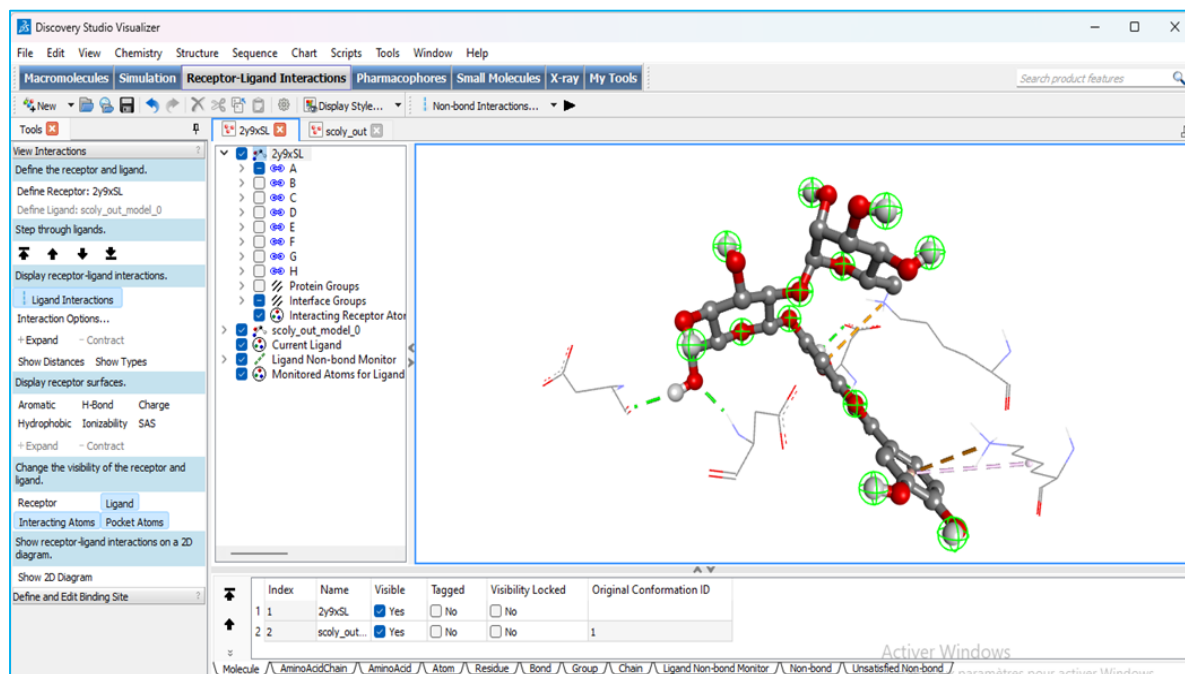 Discovery Studio Visualizer
File Edit View Chemistry Structure Sequence Chart Scripts Tools Window Help
Macromolecules Simulation Receptor-Ligand Interactions Pharmacophores Small Molecules X-ray My Tools
Search product features
New Display Style... Non-bond Interactions...
Tools
2y9xSL scoly_out
View Interactions ?
Define the receptor and ligand.
Define Receptor: 2y9xSL
Define Ligand: scoly_out_model_0
Step through ligands.
Display receptor-ligand interactions.
Ligand Interactions
Interaction Options...
+Expand - Contract
Show Distances Show Types
Display receptor surfaces.
Aromatic H-Bond Charge
Hydrophobic Ionizability SAS
+Expand - Contract
Change the visibility of the receptor and
ligand.
Receptor Ligand
Interacting Atoms Pocket Atoms
Show receptor-ligand interactions on a 2D
diagram.
Show 2D Diagram
Define and Edit Binding Site ?
2y9xSL
A
B
C
D
E
F
G
H
Protein Groups
Interface Groups
Interacting Receptor Ator
scoly_out_model_0
Current Ligand
Ligand Non-bond Monitor
Monitored Atoms for Ligand
Index Name Visible Tagged Visibility Locked Original Conformation ID
1 1 2y9xSL Yes No No
2 2 scoly_out... Yes No No 1
Activer Windows
paramètres pour activer Windows
Molecule AminoAcidChain AminoAcid Atom Residue Bond Group Chain Ligand Non-bond Monitor Non-bond Unsatisfied Non-bond